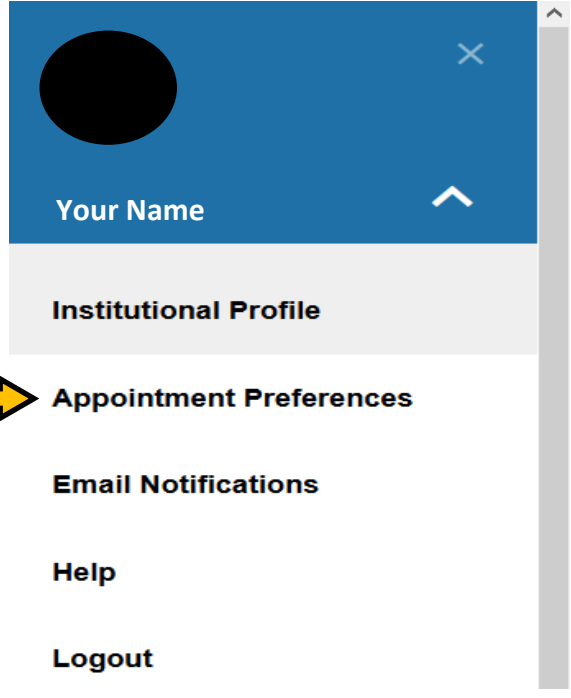 Your Name
Institutional Profile
Appointment Preferences
Email Notifications
Help
Logout